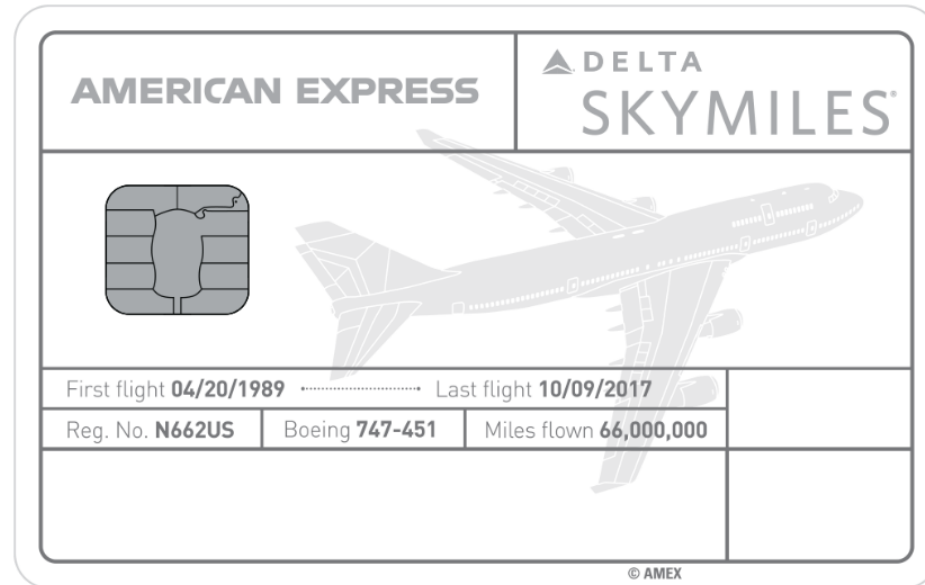 AMERICAN EXPRESS
DELTA
SKYMILES®
First flight 04/20/1989 Last flight 10/09/2017
Reg. No. N662US Boeing 747-451 Miles flown 66,000,000
© AMEX